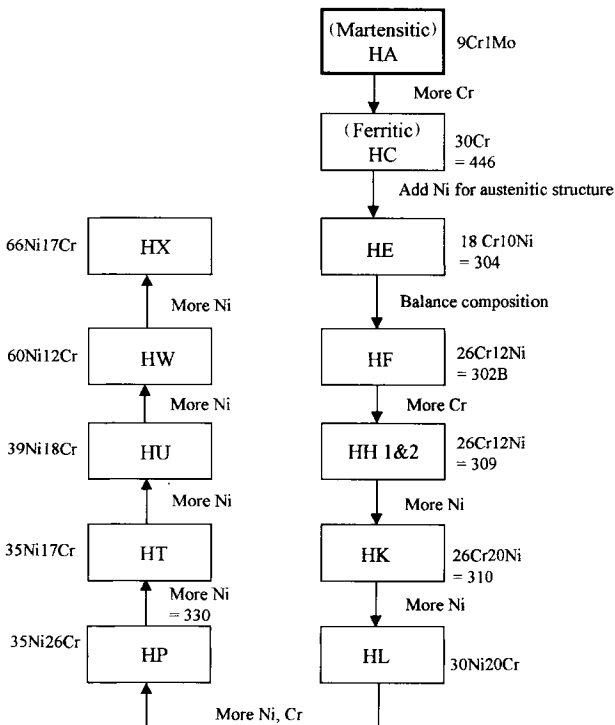 (Martensitic)
HA
9Cr1Mo
More Cr
(Ferritic)
HC
30Cr
= 446
Add Ni for austenitic structure
HE
18 Cr10Ni
= 304
Balance composition
HF
26Cr12Ni
= 302B
More Cr
HH 1&2
26Cr12Ni
= 309
More Ni
HK
26Cr20Ni
= 310
More Ni
HL
30Ni20Cr
More Ni, Cr
35Ni26Cr
HP
More Ni
= 330
35Ni17Cr
HT
More Ni
39Ni18Cr
HU
More Ni
60Ni12Cr
HW
More Ni
66Ni17Cr
HX